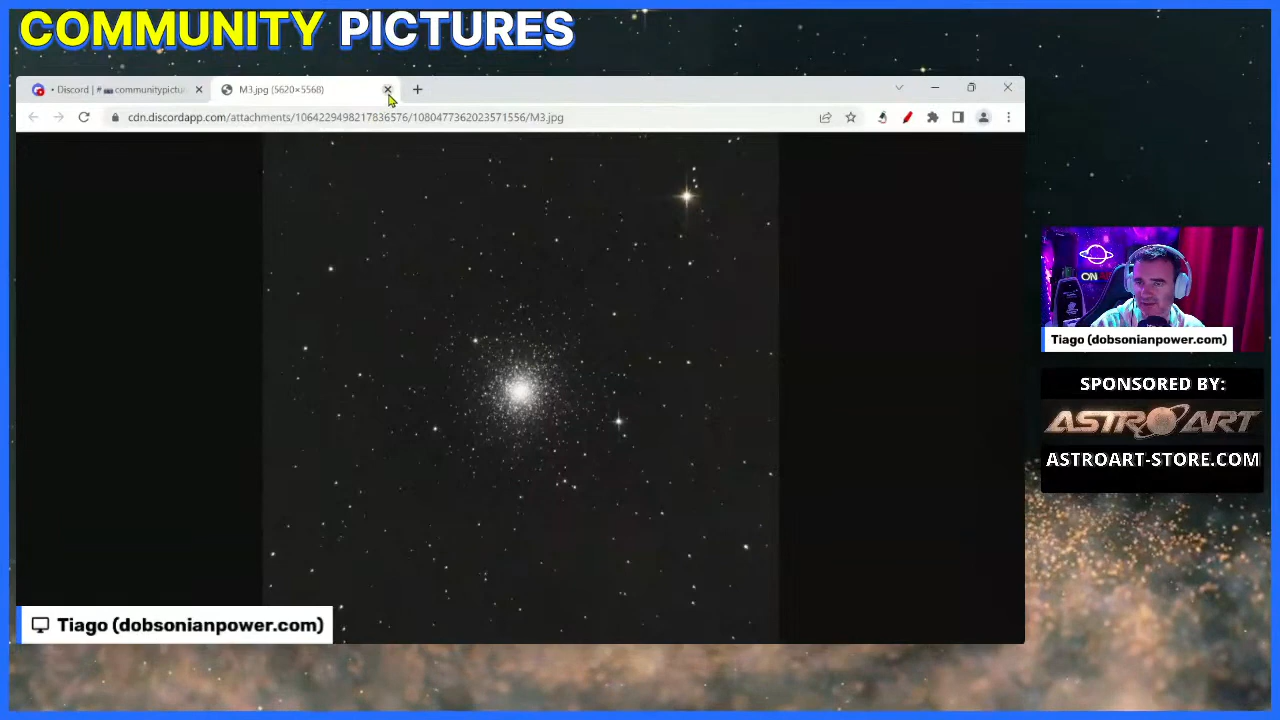 COMMUNITY PICTURES
Discord | # communitypictu
M3.jpg (5620×5568)
cdn.discordapp.com/attachments/1064229498217836576/1080477362023571556/M3.jpg
ON
Tiago (dobsonianpower.com)
SPONSORED BY:
ASTROART
ASTROART-STORE.COM
Tiago (dobsonianpower.com)